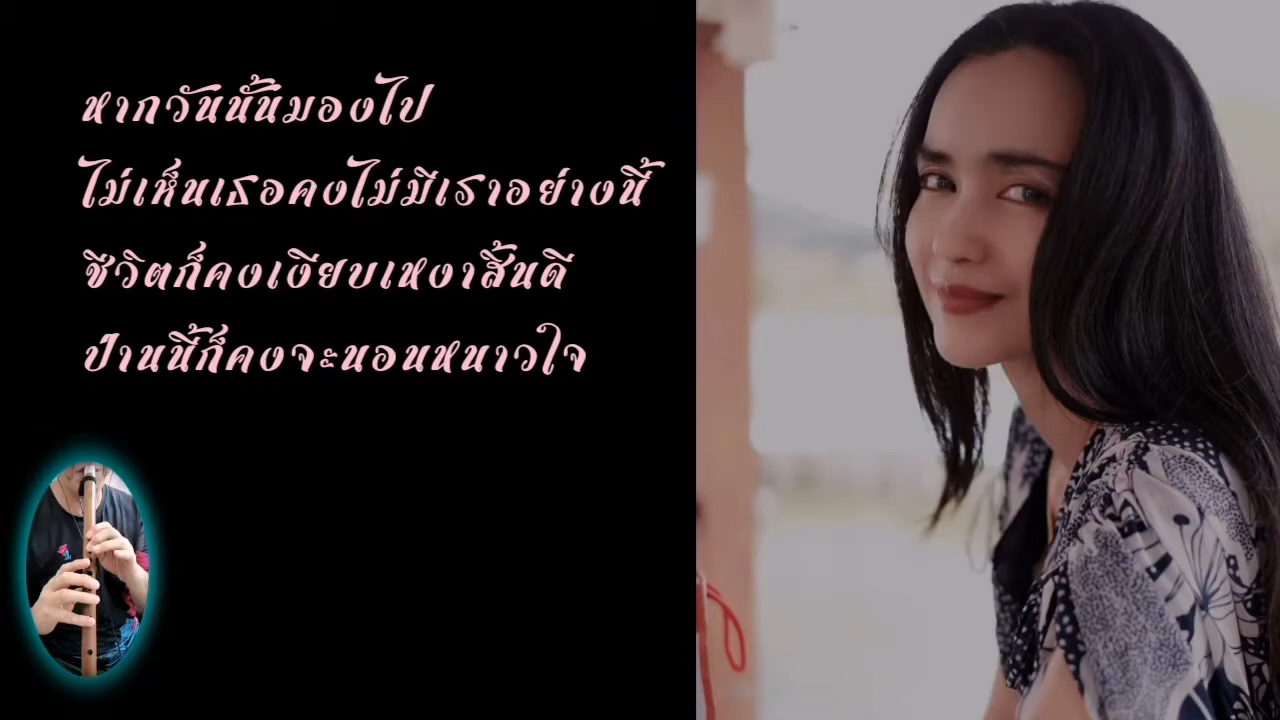 หากวันนั้นมองไป
ไม่เห็นเธอคงไม่มีเราอย่างนี้
ชีวิตก็คงเงียบเหงาสิ้นดี
ป่านนี้ก็คงจะนอนหนาวใจ